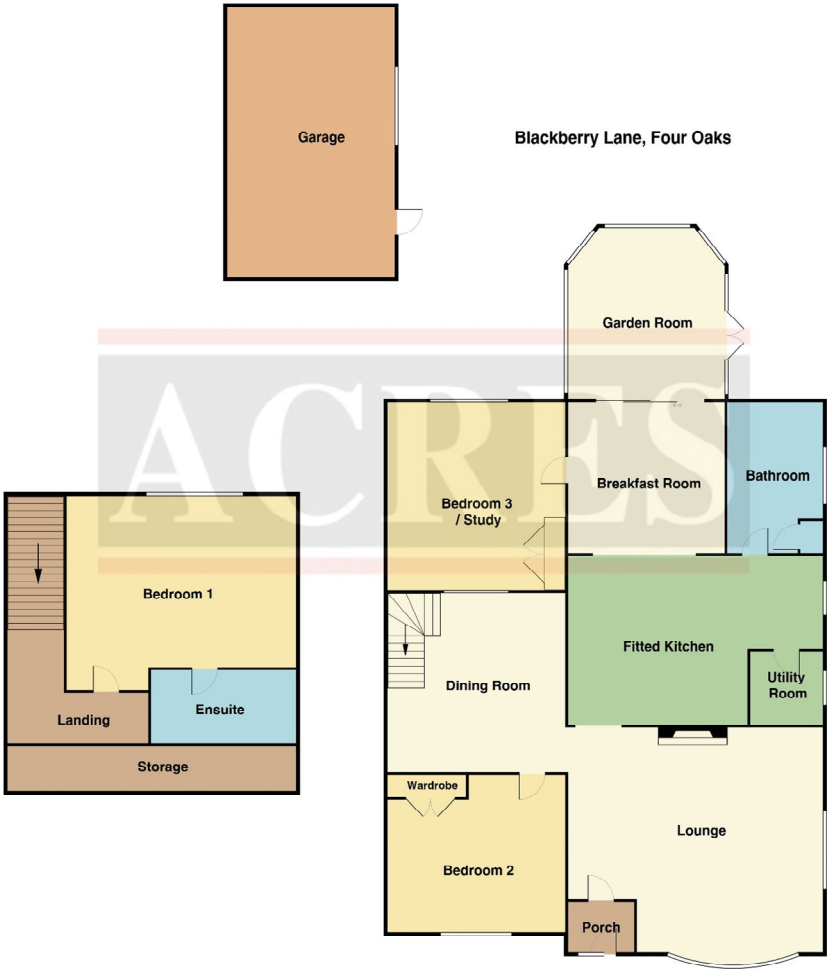 Garage
Blackberry Lane, Four Oaks
Garden Room
ACRES
Bedroom 3
/ Study
Breakfast Room
Bathroom
Bedroom 1
Fitted Kitchen
Utility
Room
Dining Room
Ensuite
Landing
Storage
Wardrobe
Lounge
Bedroom 2
Porch